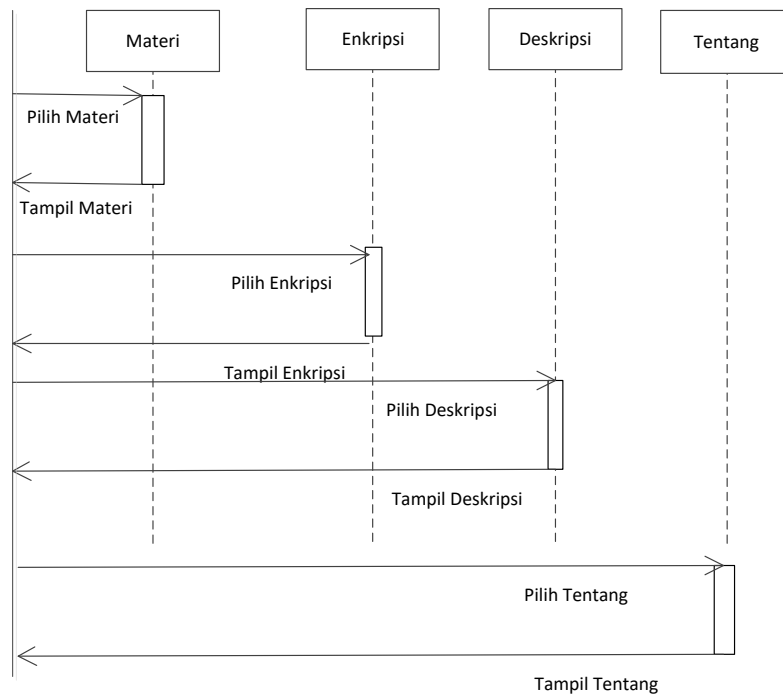 Materi
Enkripsi
Deskripsi
Tentang
Pilih Materi
Tampil Materi
Pilih Enkripsi
Tampil Enkripsi
Pilih Deskripsi
Tampil Deskripsi
Pilih Tentang
Tampil Tentang